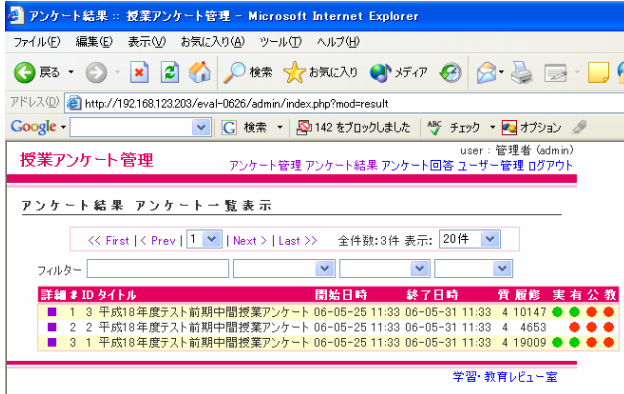 アンケート結果 :: 授業アンケート管理 - Microsoft Internet Explorer
ファイル(F) 編集(E) 表示(V) お気に入り(A) ツール(T) ヘルプ(H)
戻る 検索 お気に入り メディア
アドレス(D) http://192.168.123.203/eval-0626/admin/index.php?mod=result
Google 検索 142 をブロックしました ABC チェック オプション
user : 管理者 (admin)
授業アンケート管理 アンケート管理 アンケート結果 アンケート回答 ユーザー管理 ログアウト
アンケート結果 アンケート一覧表示
<< First | < Prev | 1 | Next > | Last >> 全件数:3件 表示: 20件
フィルター
詳細 # ID タイトル 開始日時 終了日時 質 履修 実 有 公 教
1 3 平成18年度テスト前期中間授業アンケート 06-05-25 11:33 06-05-31 11:33 4 10147
2 2 平成18年度テスト前期中間授業アンケート 06-05-25 11:33 06-05-31 11:33 4 4653
3 1 平成18年度テスト前期中間授業アンケート 06-05-25 11:33 06-05-31 11:33 4 19009
学習・教育レビュー室